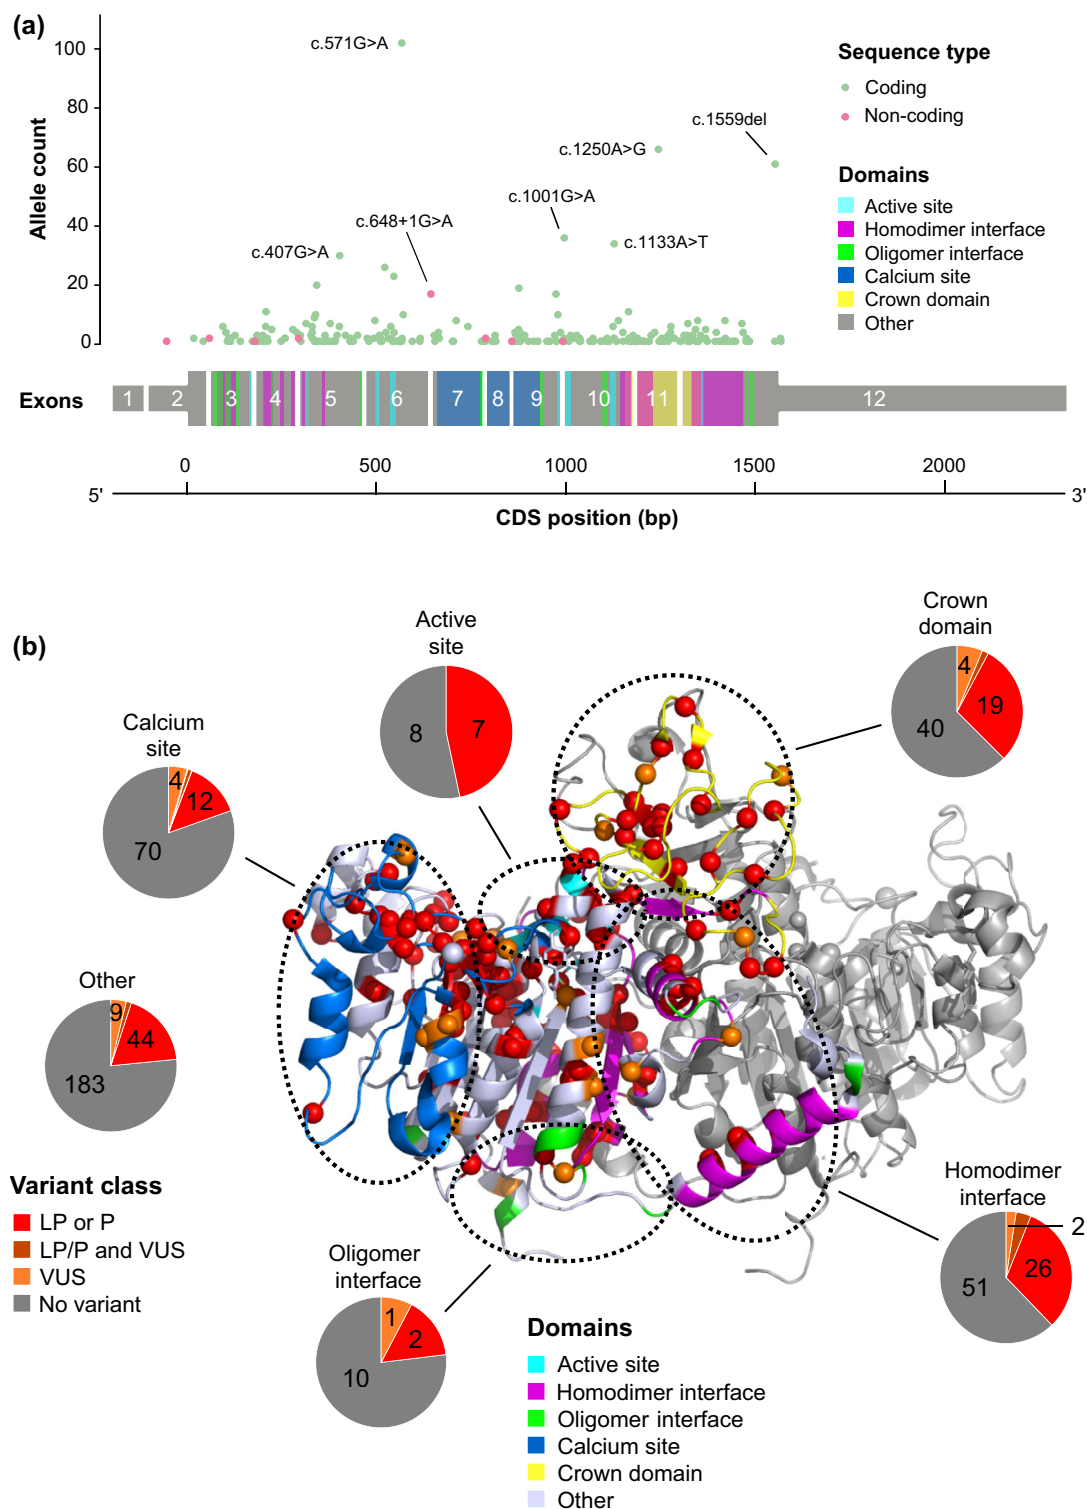 (a)
Allele count
100
80
60
40
20
0
c.571G>A
c.1559del
c.1250A>G
c.1001G>A
c.648+1G>A
c.1133A>T
c.407G>A
Sequence type
Coding
Non-coding
Domains
Active site
Homodimer interface
Oligomer interface
Calcium site
Crown domain
Other
Exons
1 2 3 4 5 6 7 8 9 10 11 12
0 500 1000 1500 2000
5' 3'
CDS position (bp)
(b)
Active
site
8 7
Crown
domain
4
19
40
Calcium
site
4
12
70
Other
9
44
183
Variant class
LP or P
LP/P and VUS
VUS
No variant
Oligomer
interface
1
2
10
Homodimer
interface
2
26
51
Domains
Active site
Homodimer interface
Oligomer interface
Calcium site
Crown domain
Other